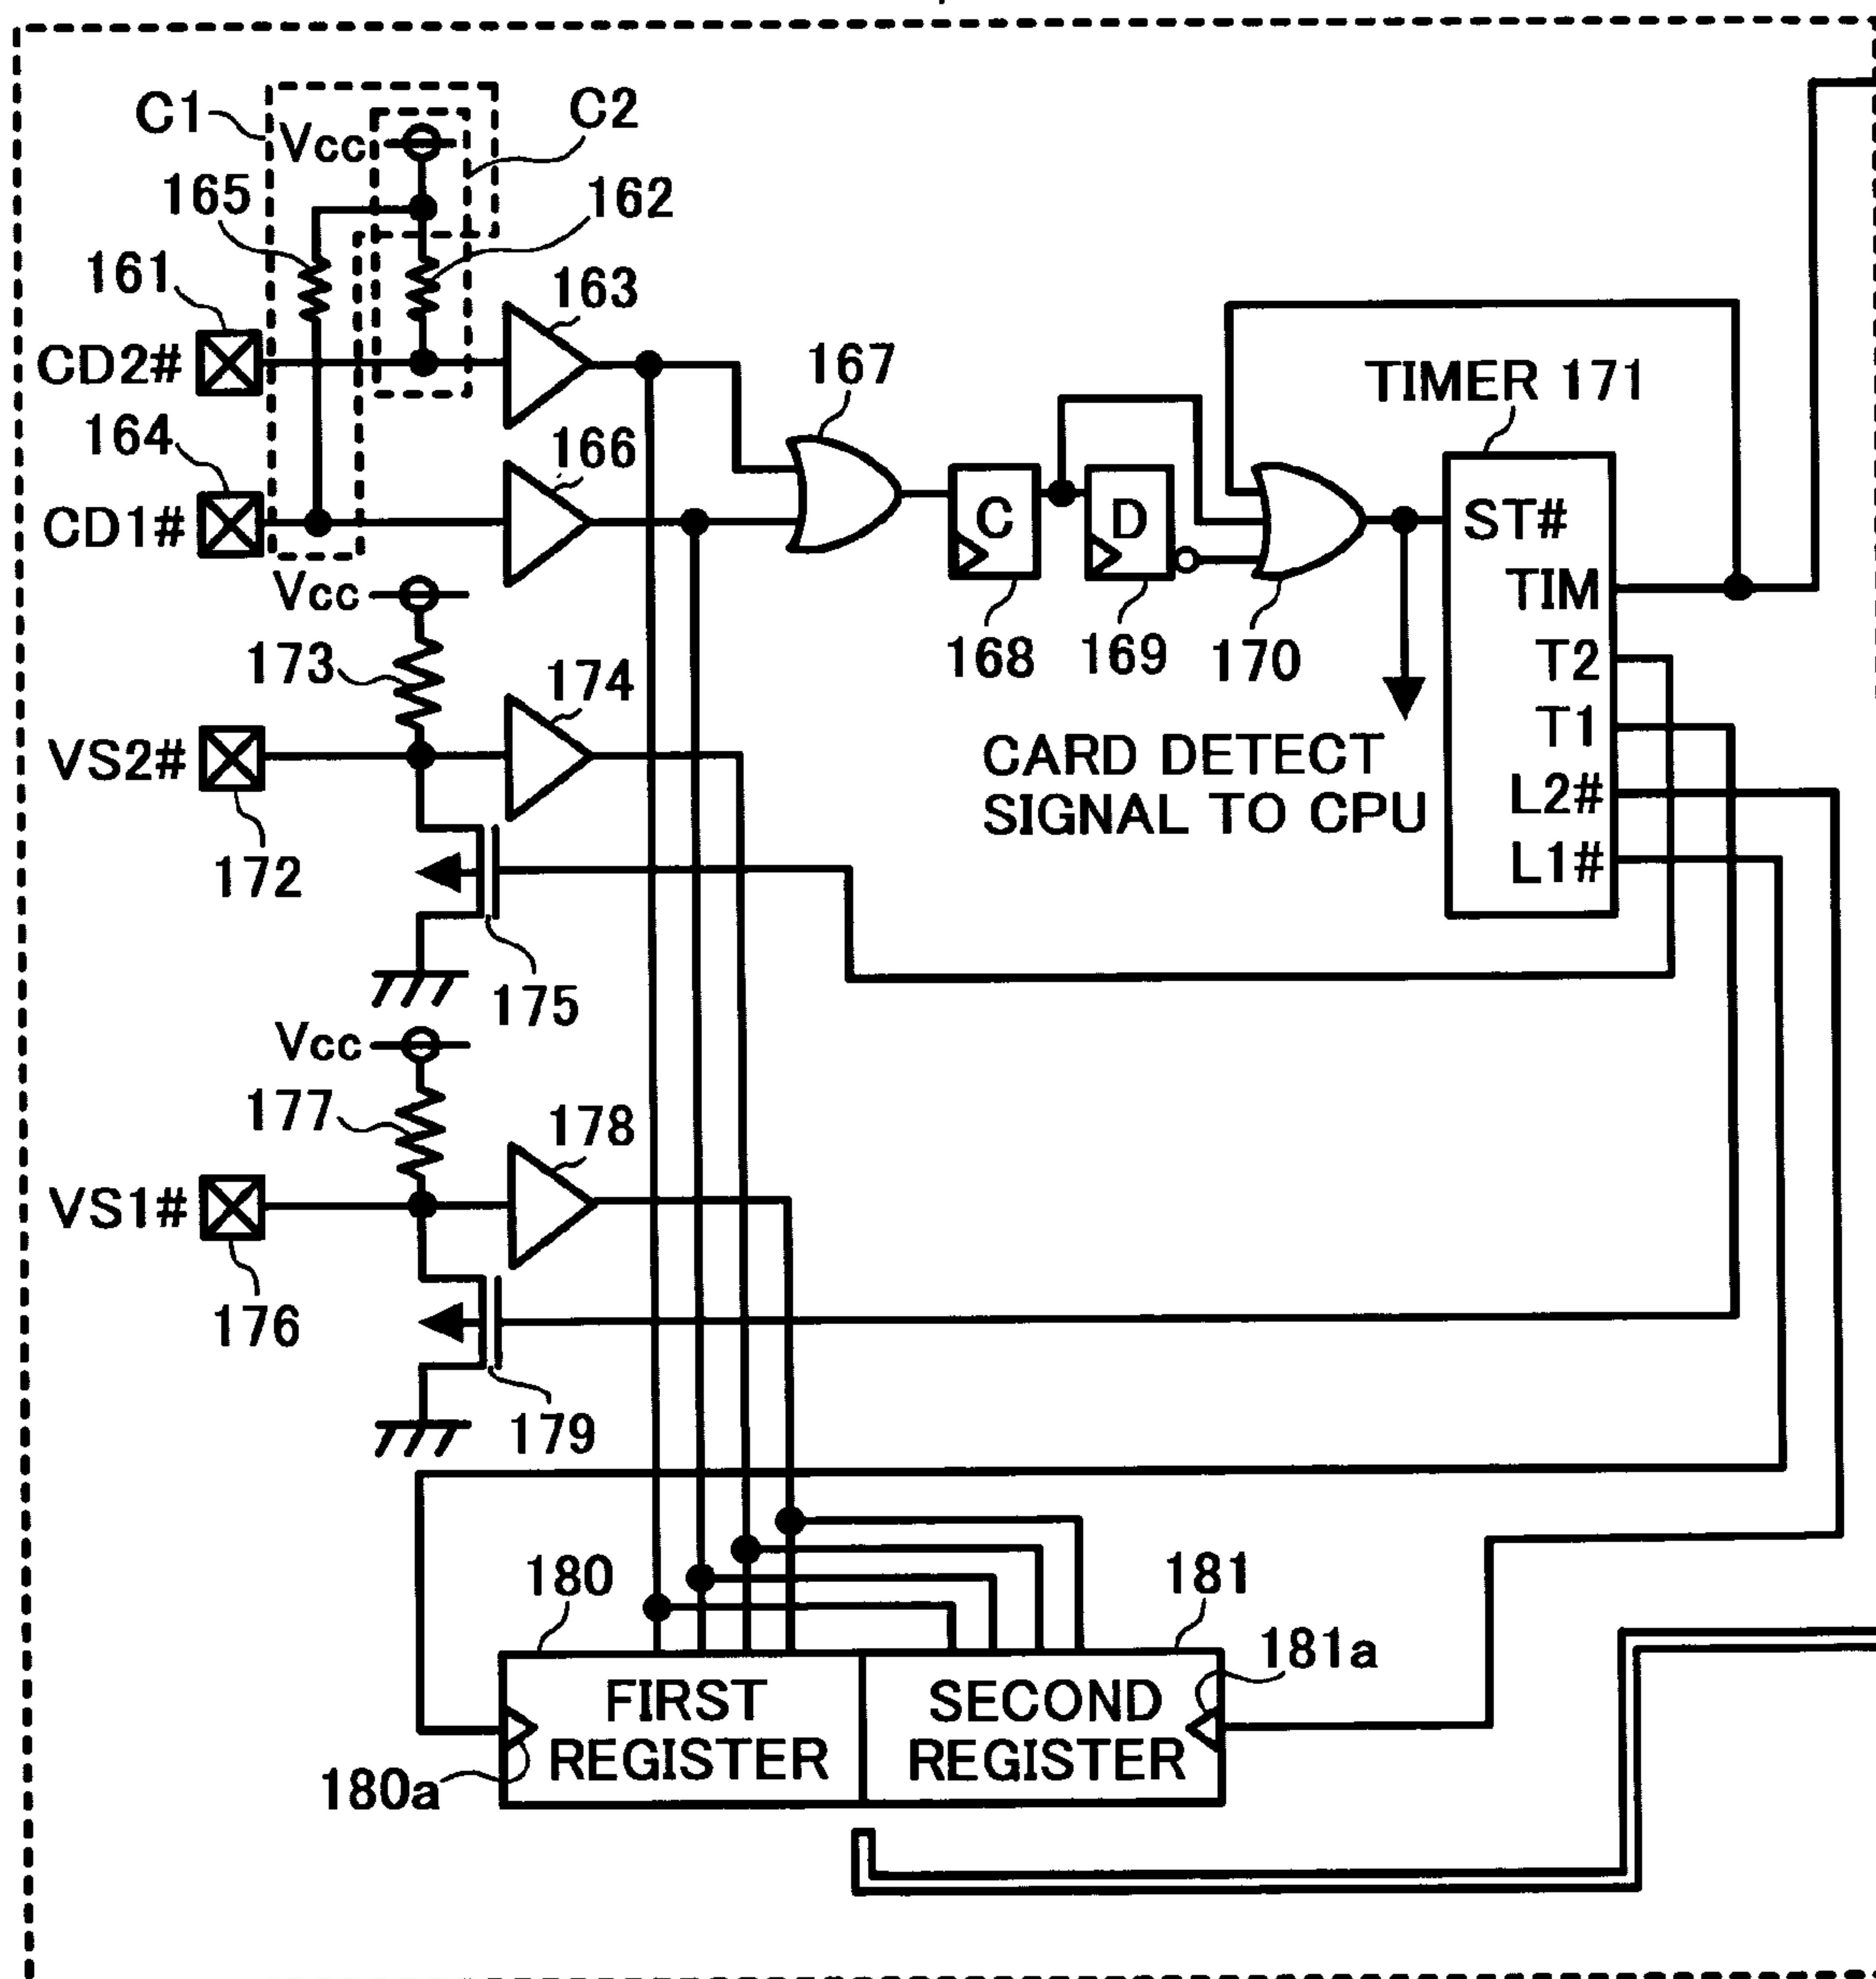 C1
C2
Vcc
165
162
161
163
CD2#
167
TIMER 171
164
166
CD1#
C
D
ST#
Vcc
TIM
173
174
168
169
170
T2
T1
VS2#
CARD DETECT
SIGNAL TO CPU
L2#
L1#
172
175
Vcc
177
178
VS1#
176
179
180
181
181a
FIRST
REGISTER
SECOND
REGISTER
180a